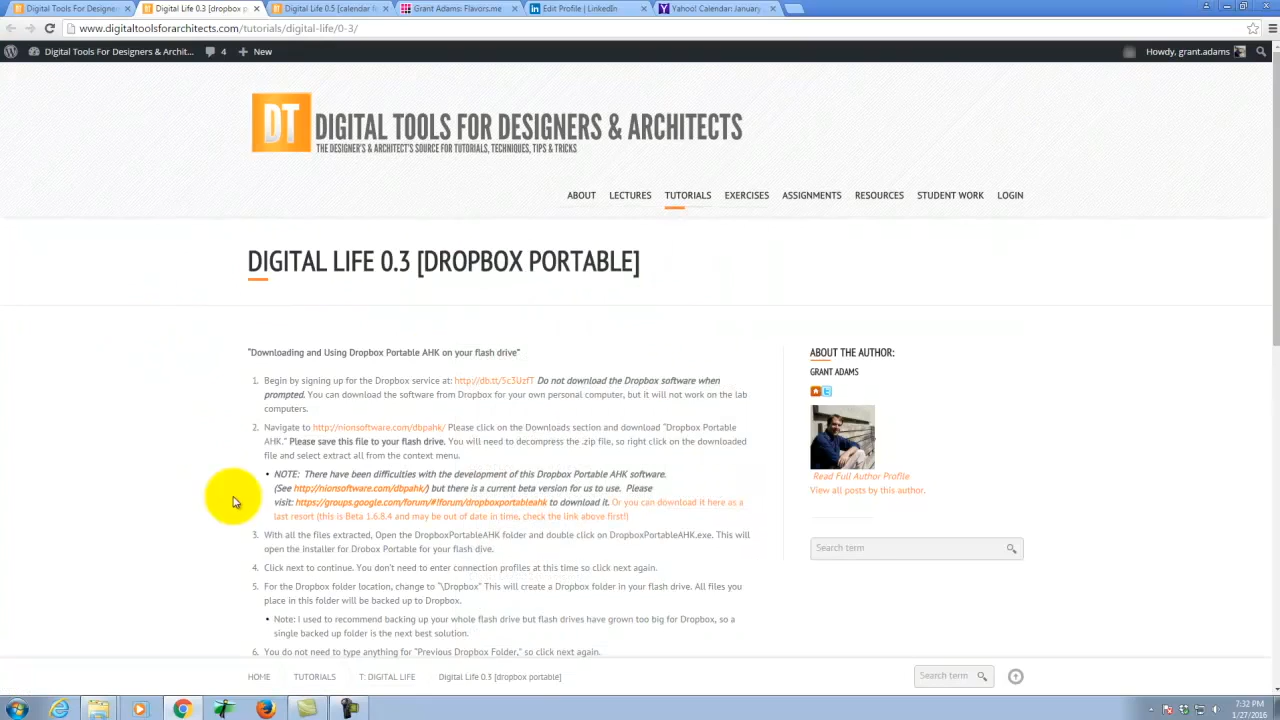 Digital Tools For Designers
Digital Life 0.3 [dropbox p
Digital Life 0.5 [calendar f
Grant Adams: Flavors.me
Edit Profile | LinkedIn
Yahoo! Calendar: January
www.digitaltoolsforarchitects.com/tutorials/digital-life/0-3/
Digital Tools For Designers & Architects 4 New
Howdy, grant.adams
DT DIGITAL TOOLS FOR DESIGNERS & ARCHITECTS
THE DESIGNER'S & ARCHITECT'S SOURCE FOR TUTORIALS, TECHNIQUES, TIPS & TRICKS
ABOUT LECTURES TUTORIALS EXERCISES ASSIGNMENTS RESOURCES STUDENT WORK LOGIN
DIGITAL LIFE 0.3 [DROPBOX PORTABLE]
"Downloading and Using Dropbox Portable AHK on your flash drive"
1. Begin by signing up for the Dropbox service at: http://db.tt/5c3UzfT Do not download the Dropbox software when
prompted. You can download the software from Dropbox for your own personal computer, but it will not work on the lab
computers.
2. Navigate to http://nionsoftware.com/dbpahk/ Please click on the Downloads section and download "Dropbox Portable
AHK." Please save this file to your flash drive. You will need to decompress the .zip file, so right click on the downloaded
file and select extract all from the context menu.
• NOTE: There have been difficulties with the development of this Dropbox Portable AHK software.
(See http://nionsoftware.com/dbpahk/) but there is a current beta version for us to use. Please
visit: https://groups.google.com/forum/#!forum/dropboxportableahk to download it. Or you can download it here as a
last resort (this is Beta 1.6.8.4 and may be out of date in time, check the link above first!)
3. With all the files extracted, Open the DropboxPortableAHK folder and double click on DropboxPortableAHK.exe. This will
open the installer for Drobox Portable for your flash dive.
4. Click next to continue. You don't need to enter connection profiles at this time so click next again.
5. For the Dropbox folder location, change to "\Dropbox" This will create a Dropbox folder in your flash drive. All files you
place in this folder will be backed up to Dropbox.
• Note: I used to recommend backing up your whole flash drive but flash drives have grown too big for Dropbox, so a
single backed up folder is the next best solution.
6. You do not need to type anything for "Previous Dropbox Folder," so click next again.
ABOUT THE AUTHOR:
GRANT ADAMS
Read Full Author Profile
View all posts by this author.
Search term
HOME TUTORIALS T: DIGITAL LIFE Digital Life 0.3 [dropbox portable]
Search term
7:32 PM
1/27/2016